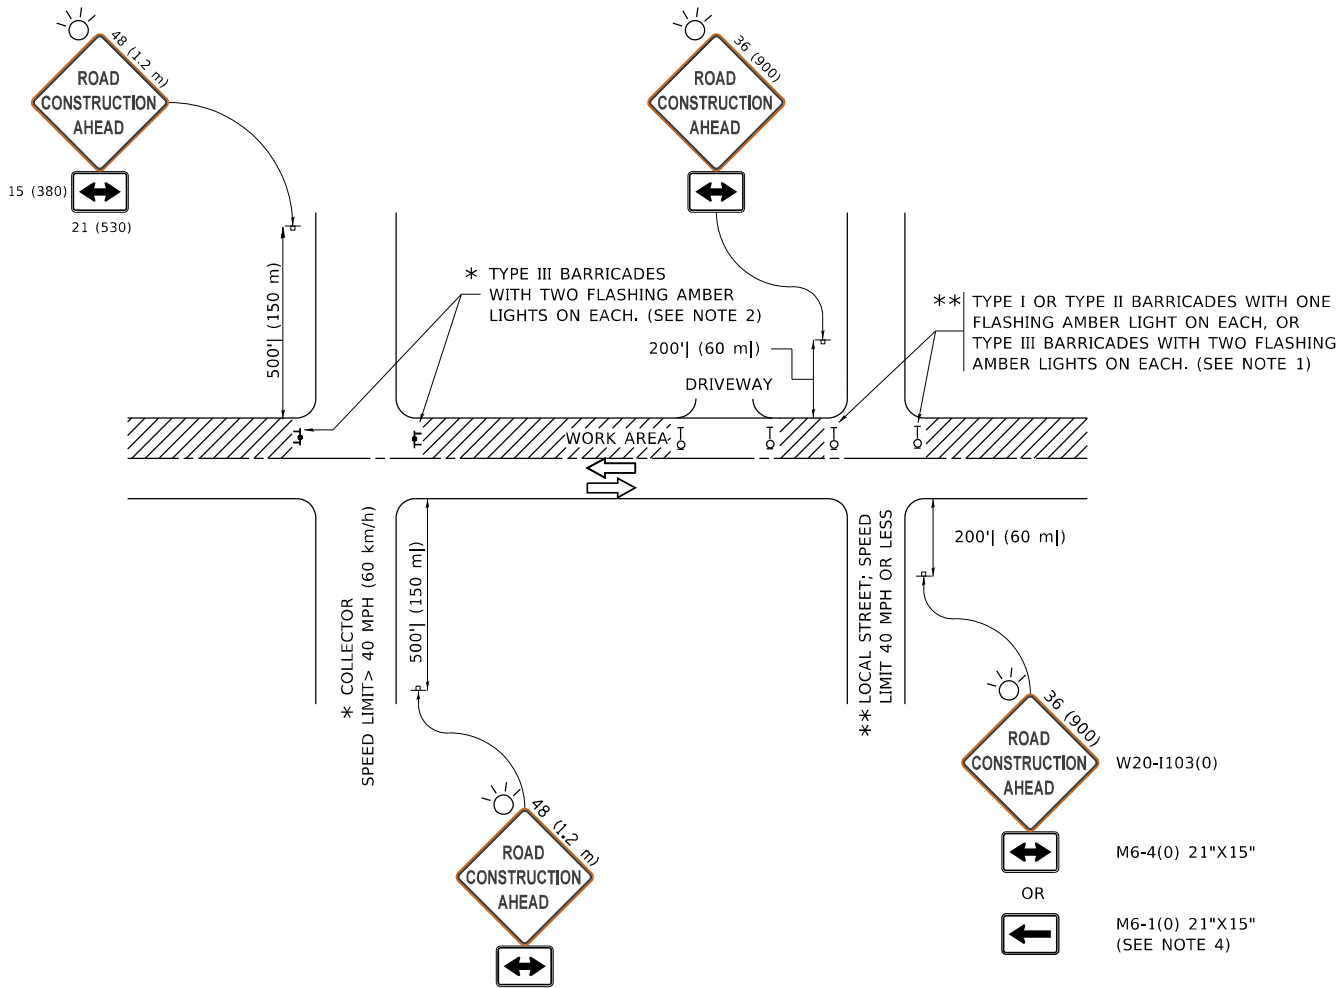 48
(1.2 m)
ROAD
CONSTRUCTION
AHEAD
15 (380)
21 (530)
36 (900)
ROAD
CONSTRUCTION
AHEAD
500'| (150 m)
* TYPE III BARRICADES
WITH TWO FLASHING AMBER
LIGHTS ON EACH. (SEE NOTE 2)
200'| (60 m|)
DRIVEWAY
** TYPE I OR TYPE II BARRICADES WITH ONE
FLASHING AMBER LIGHT ON EACH, OR
TYPE III BARRICADES WITH TWO FLASHING
AMBER LIGHTS ON EACH. (SEE NOTE 1)
WORK AREA
* COLLECTOR
SPEED LIMIT> 40 MPH (60 km/h)
500'| (150 m|)
** LOCAL STREET; SPEED
LIMIT 40 MPH OR LESS
200'| (60 m|)
48 (1.2 m)
ROAD
CONSTRUCTION
AHEAD
36 (900)
ROAD
CONSTRUCTION
AHEAD
W20-I103(0)
M6-4(0) 21"X15"
OR
M6-1(0) 21"X15"
(SEE NOTE 4)